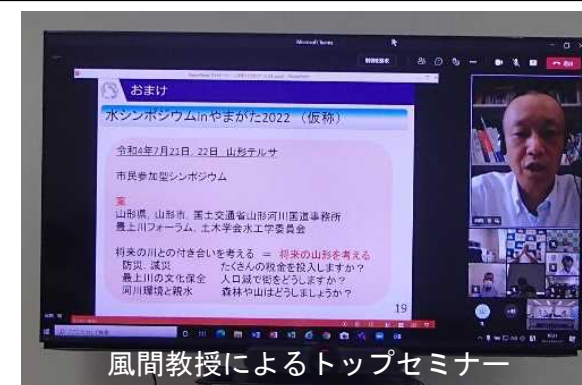 Microsoft Teams
おまけ
水シンポジウムinやまがた2022 （仮称）
令和4年7月21日、22日 山形テルサ
市民参加型シンポジウム
案
山形県、山形市、国土交通省山形河川国道事務所
最上川フォーラム、土木学会水工学委員会
将来の川との付き合いを考える ＝ 将来の山形を考える
防災、減災 たくさんの税金を投入しますか？
最上川の文化保全 人口減で街をどうしますか？
河川環境と親水 森林や山はどうしましょうか？
19
風間教授によるトップセミナー